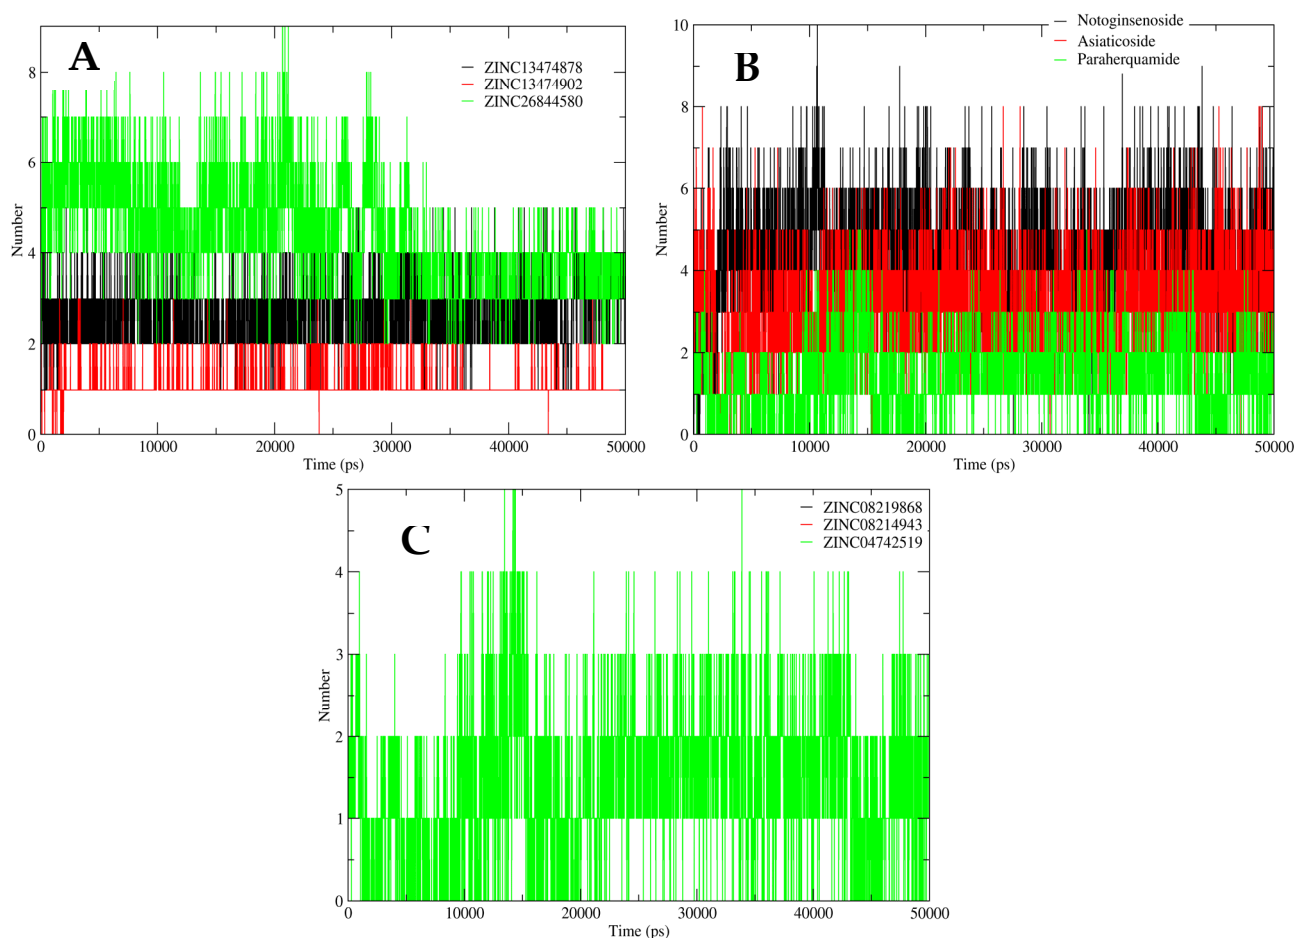 A
ZINC13474878
ZINC13474902
ZINC26844580
8
6
4
2
0
Number
0 10000 20000 30000 40000 50000
Time (ps)
B
Notoginsenoside
Asiaticoside
Paraherquamide
10
8
6
4
2
0
Number
0 10000 20000 30000 40000 50000
Time (ps)
C
ZINC08219868
ZINC08214943
ZINC04742519
5
4
3
2
1
0
Number
0 10000 20000 30000 40000 50000
Time (ps)